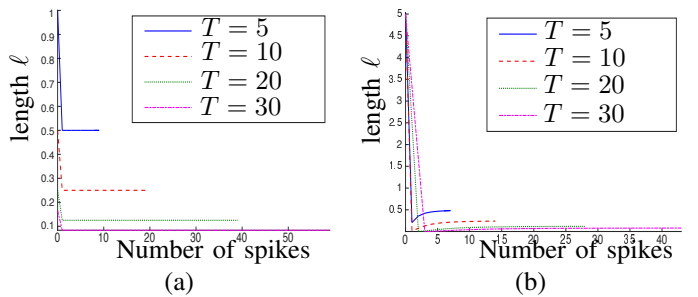 1
0.9
0.8
0.7
0.6
0.5
0.4
0.3
0.2
0.1
length ℓ
T = 5
T = 10
T = 20
T = 30
0 10 20 30 40 50
Number of spikes
(a)
5
4.5
4
3.5
3
2.5
2
1.5
1
0.5
length ℓ
T = 5
T = 10
T = 20
T = 30
0 5 10 15 20 25 30 35 40
Number of spikes
(b)